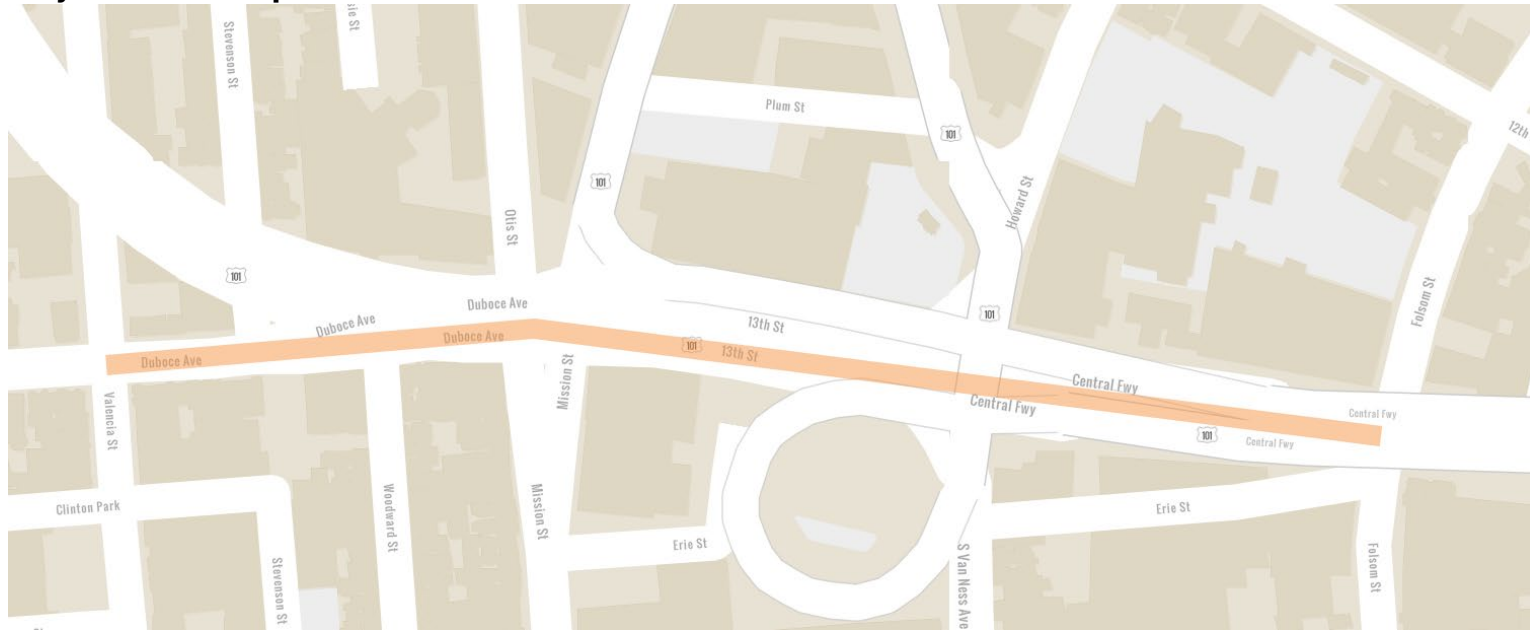 Stevenson St
Plum St
101
12th
101
Otis St
Howard St
101
Duboce Ave
Duboce Ave
13th St
101
Folsom St
Duboce Ave
Duboce Ave
101
13th St
Mission St
Central Fwy
Central Fwy
Central Fwy
Valencia St
101
Central Fwy
Clinton Park
Woodward St
Mission St
Erie St
Erie St
Stevenson St
S Van Ness Ave
Folsom St